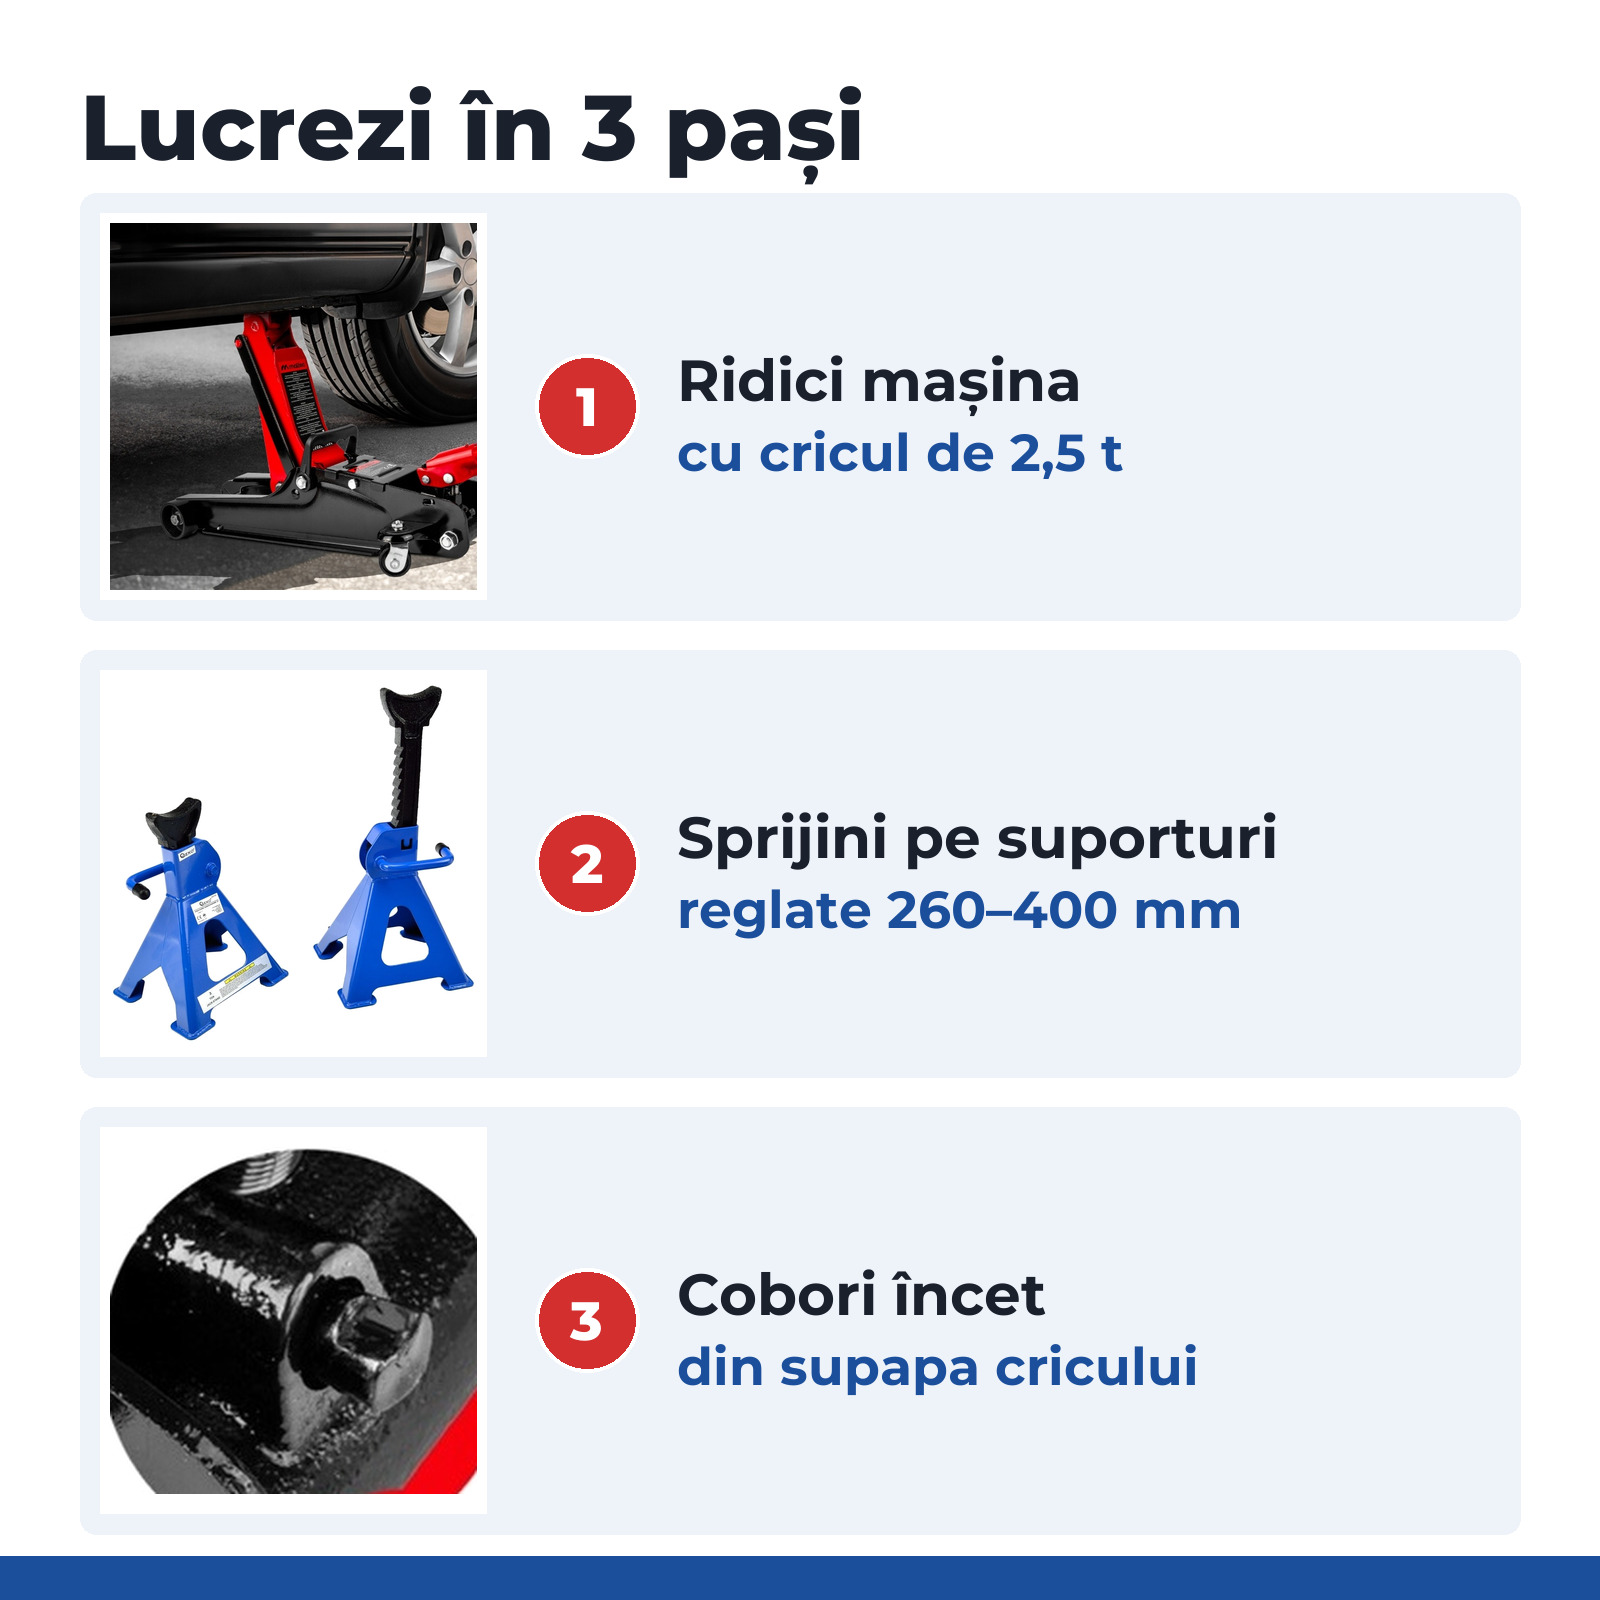 Lucrezi în 3 pași
1
Ridici mașina
cu cricul de 2,5 t
2
Sprijini pe suporturi
reglate 260–400 mm
3
Cobori încet
din supapa cricului